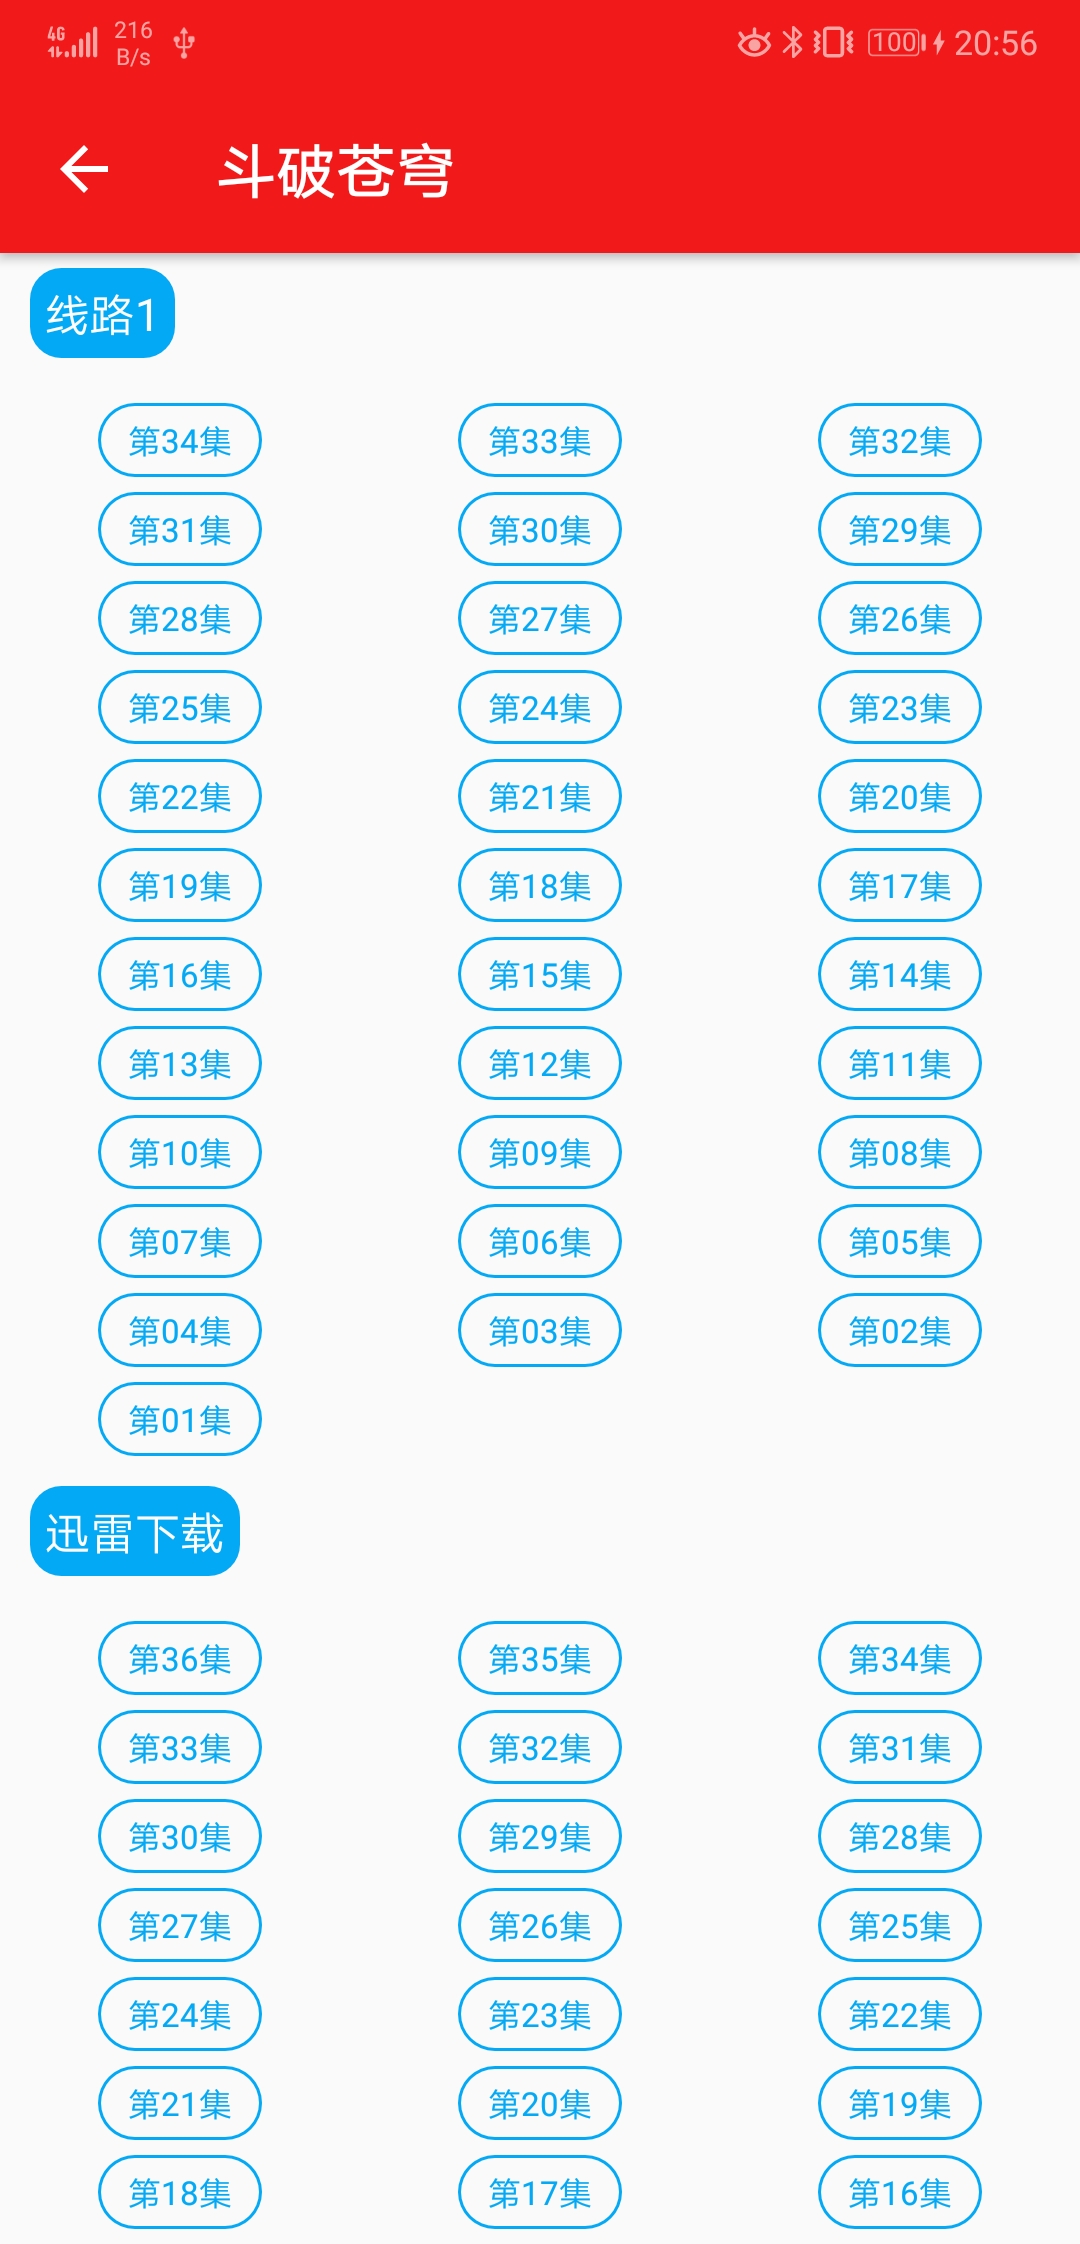 4G 216 B/s 100 20:56
斗破苍穹
线路1
第34集 第33集 第32集
第31集 第30集 第29集
第28集 第27集 第26集
第25集 第24集 第23集
第22集 第21集 第20集
第19集 第18集 第17集
第16集 第15集 第14集
第13集 第12集 第11集
第10集 第09集 第08集
第07集 第06集 第05集
第04集 第03集 第02集
第01集
迅雷下载
第36集 第35集 第34集
第33集 第32集 第31集
第30集 第29集 第28集
第27集 第26集 第25集
第24集 第23集 第22集
第21集 第20集 第19集
第18集 第17集 第16集